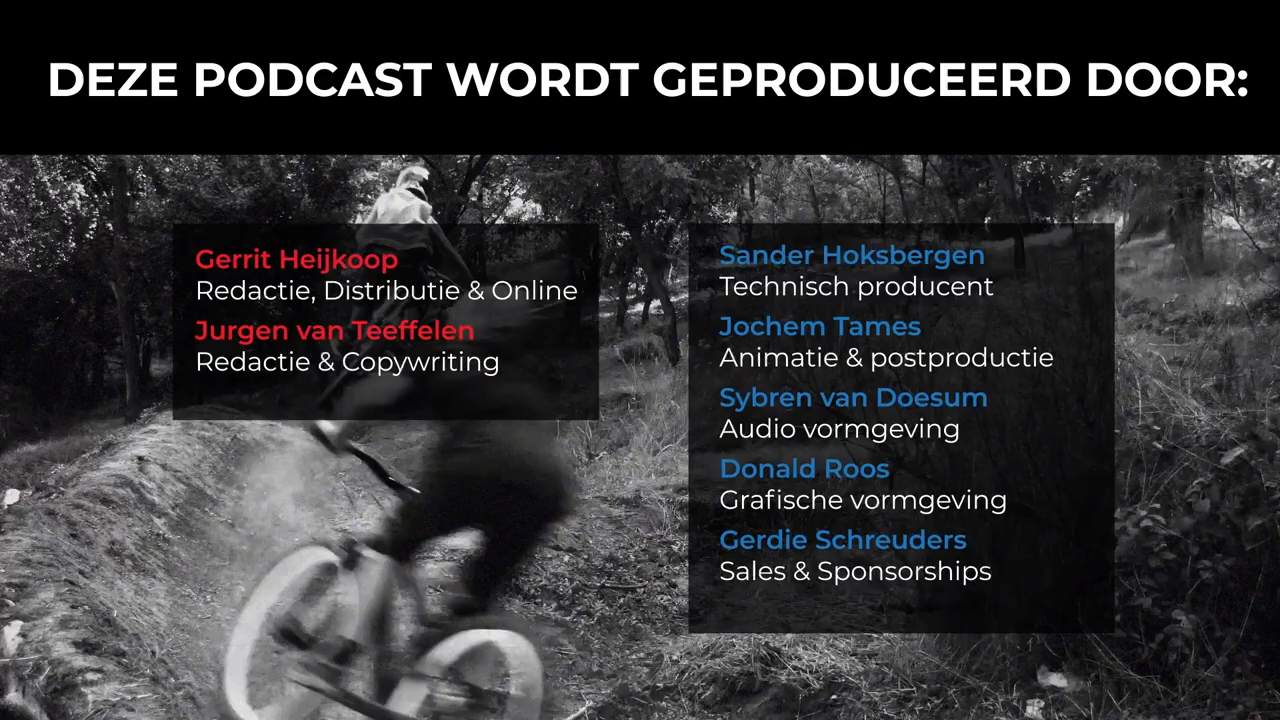 DEZE PODCAST WORDT GEPRODUCEERD DOOR:
Gerrit Heijkoop
Redactie, Distributie & Online
Jurgen van Teeffelen
Redactie & Copywriting
Sander Hoksbergen
Technisch producent
Jochem Tames
Animatie & postproductie
Sybren van Doesum
Audio vormgeving
Donald Roos
Grafische vormgeving
Gerdie Schreuders
Sales & Sponsorships